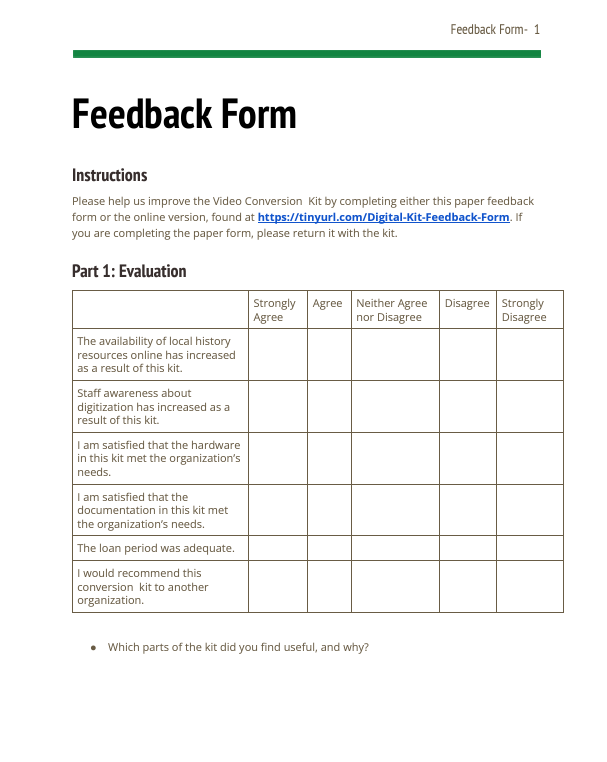 Feedback Form-  1
Feedback Form
Instructions
Please help us improve the Video Conversion  Kit by completing either this paper feedback
form or the online version, found at https://tinyurl.com/Digital-Kit-Feedback-Form. If
you are completing the paper form, please return it with the kit.
Part 1: Evaluation
Strongly Agree
Agree
Neither Agree nor Disagree
Disagree
Strongly Disagree
The availability of local history
resources online has increased
as a result of this kit.
Staff awareness about
digitization has increased as a
result of this kit.
I am satisfied that the hardware
in this kit met the organization’s
needs.
I am satisfied that the
documentation in this kit met
the organization’s needs.
The loan period was adequate.
I would recommend this
conversion  kit to another
organization.
● Which parts of the kit did you find useful, and why?